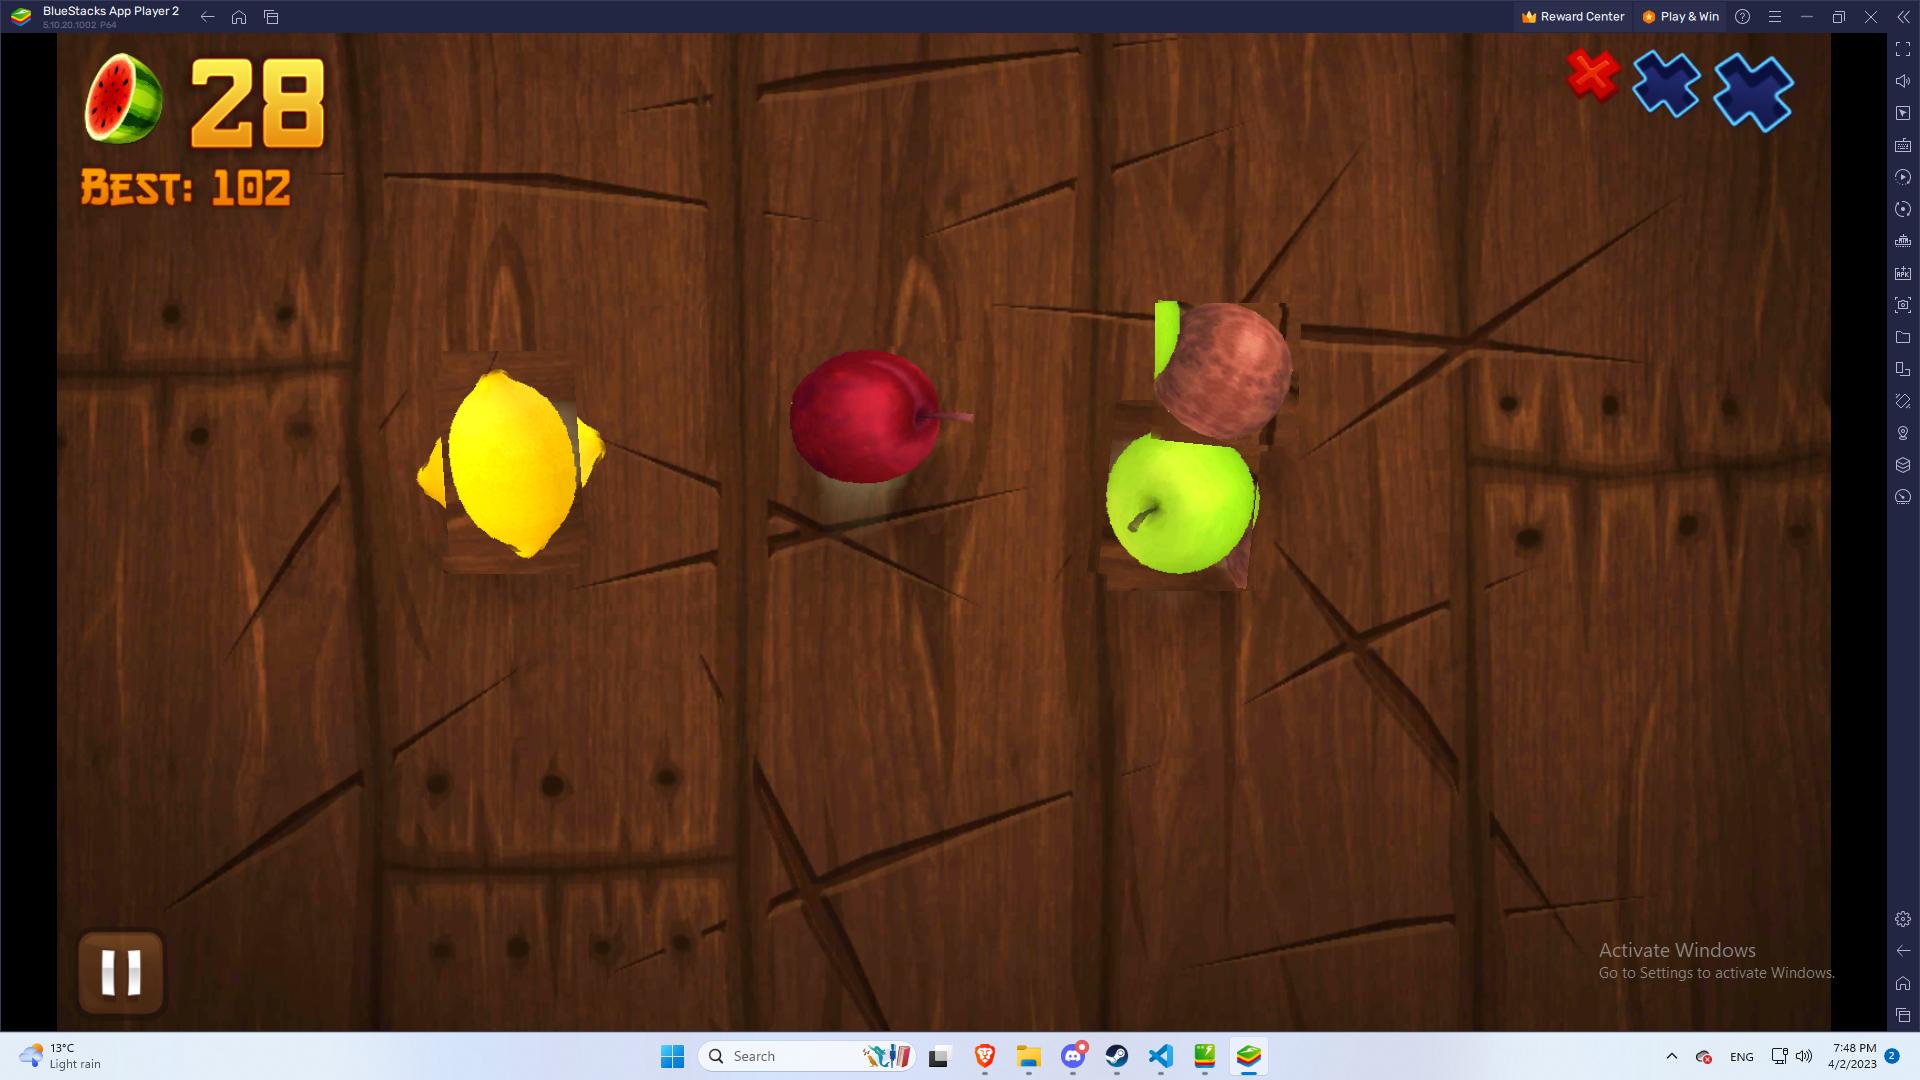 BlueStacks App Player 2
5.10.20.1002 P64
Reward Center
Play & Win
28
BEST: 102
Activate Windows
Go to Settings to activate Windows.
13°C
Light rain
Search
ENG
7:48 PM
4/2/2023
2